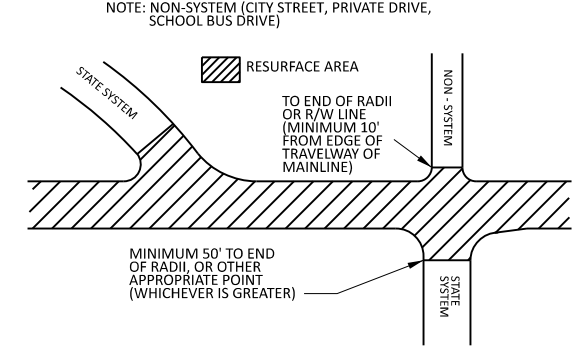 NOTE: NON-SYSTEM (CITY STREET, PRIVATE DRIVE,
SCHOOL BUS DRIVE)
STATE SYSTEM
RESURFACE AREA
NON - SYSTEM
TO END OF RADII
OR R/W LINE
(MINIMUM 10'
FROM EDGE OF
TRAVELWAY OF
MAINLINE)
MINIMUM 50' TO END
OF RADII, OR OTHER
APPROPRIATE POINT
(WHICHEVER IS GREATER)
STATE
SYSTEM